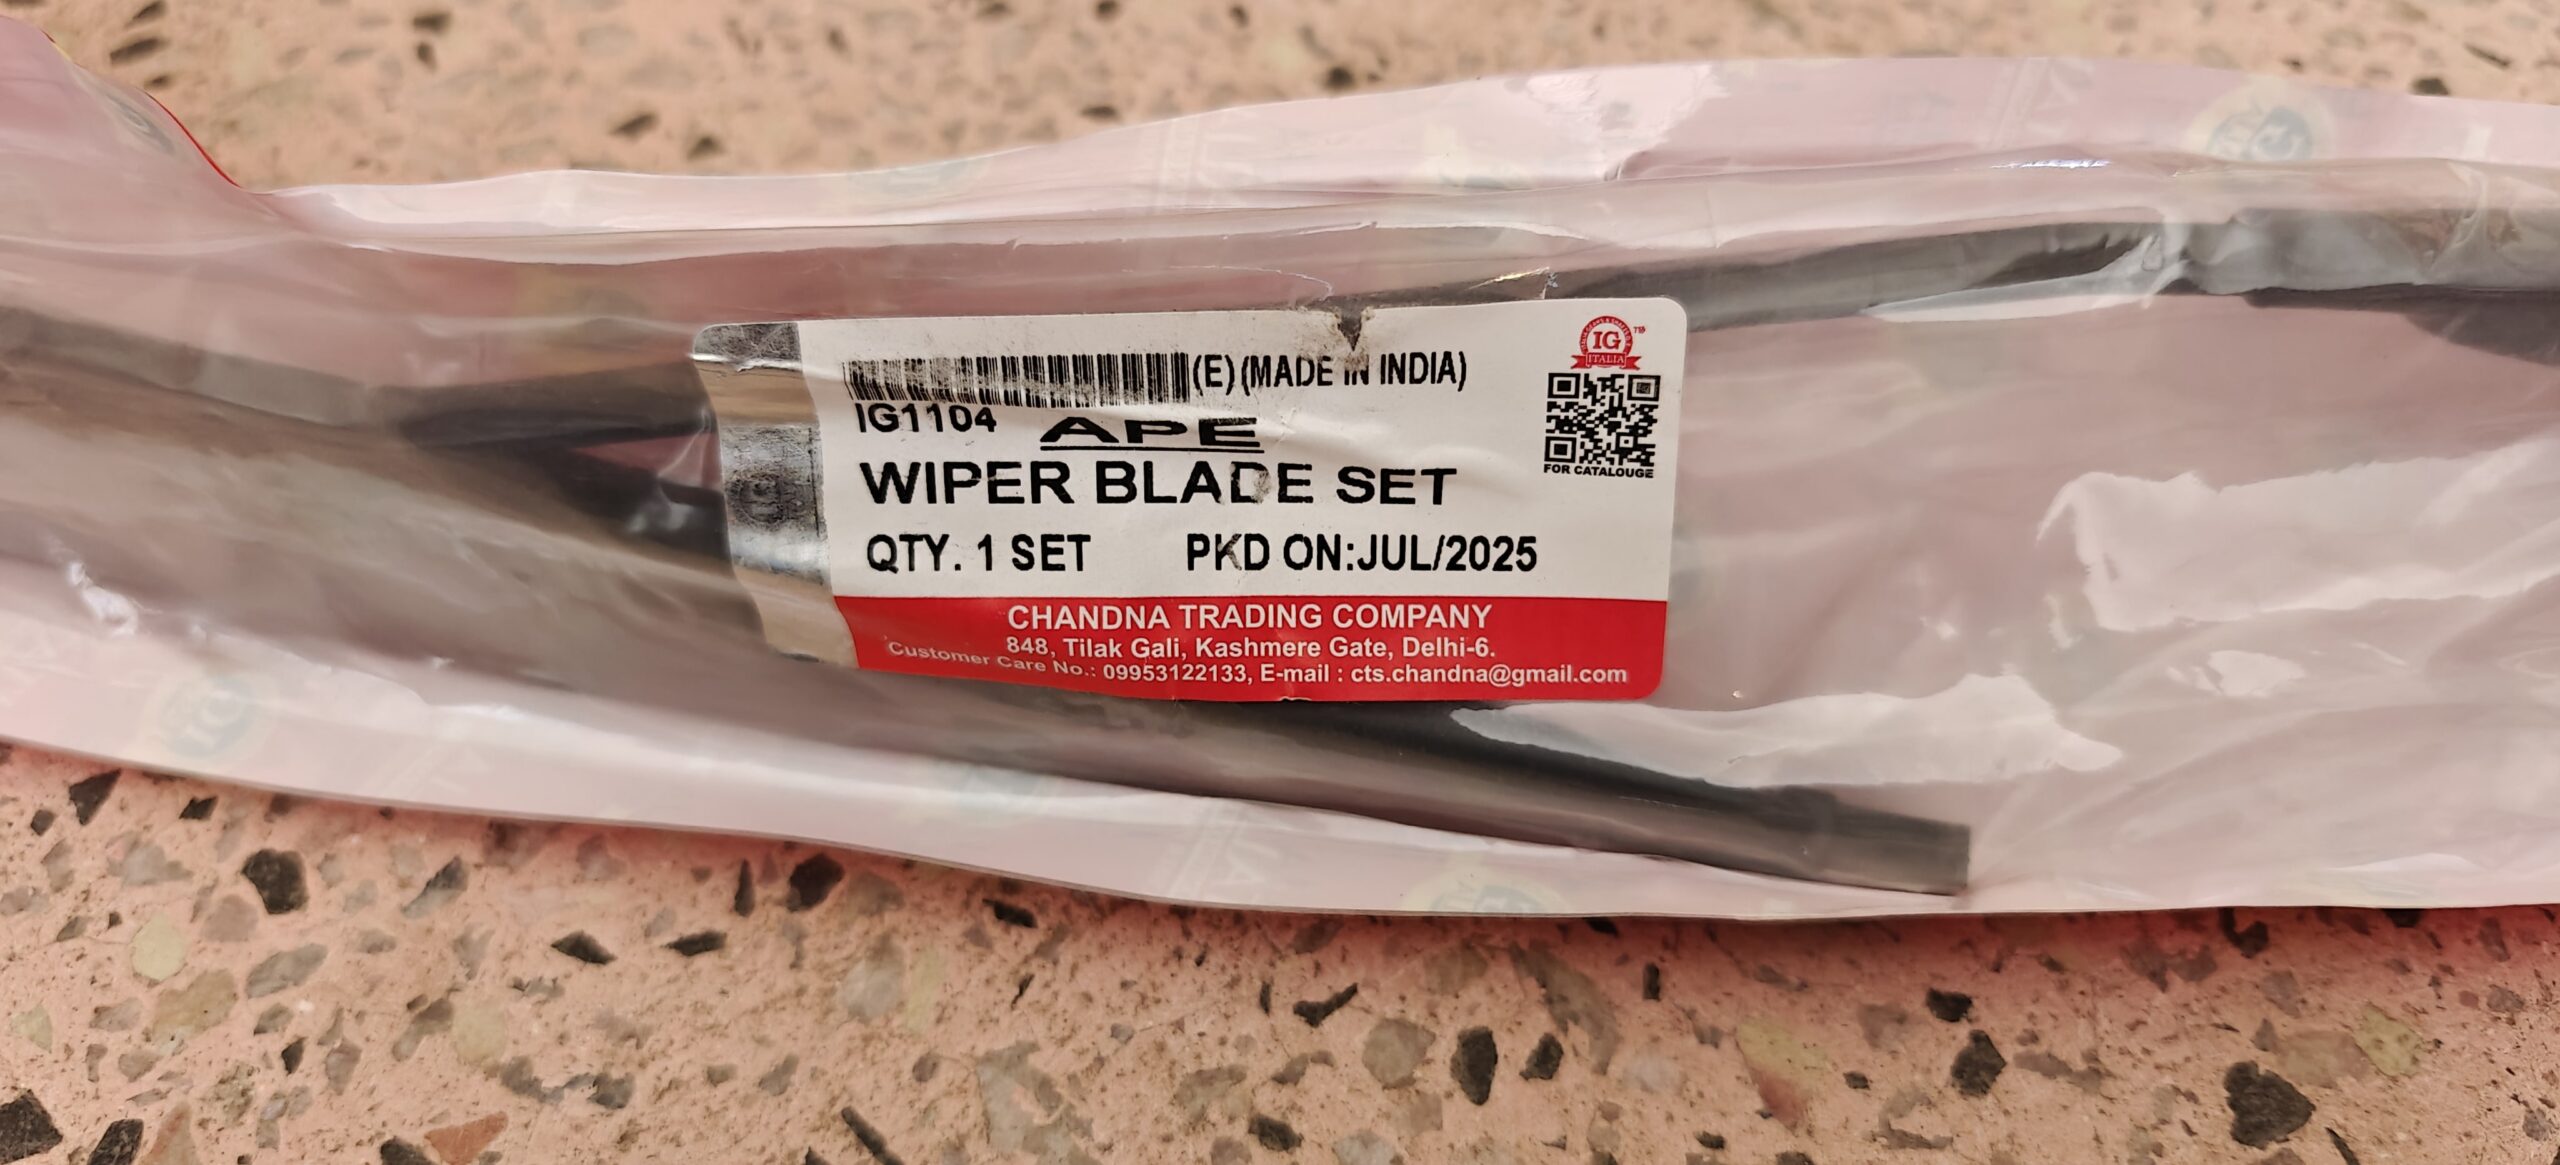 (E) (MADE IN INDIA)
IG1104
APE
WIPER BLADE SET
QTY. 1 SET PKD ON:JUL/2025
IG
ITALIA
TM
FOR CATALOUGE
CHANDNA TRADING COMPANY
848, Tilak Gali, Kashmere Gate, Delhi-6.
Customer Care No.: 09953122133, E-mail : cts.chandna@gmail.com